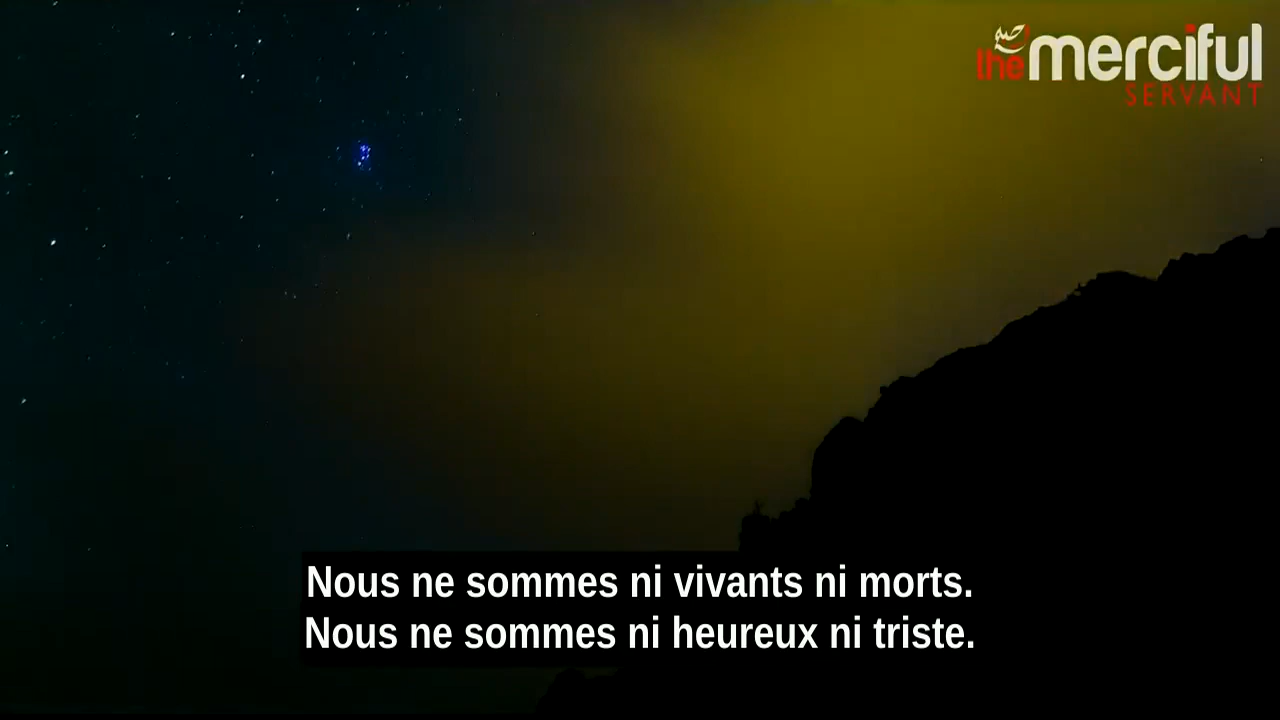 the merciful
SERVANT
Nous ne sommes ni vivants ni morts.
Nous ne sommes ni heureux ni triste.